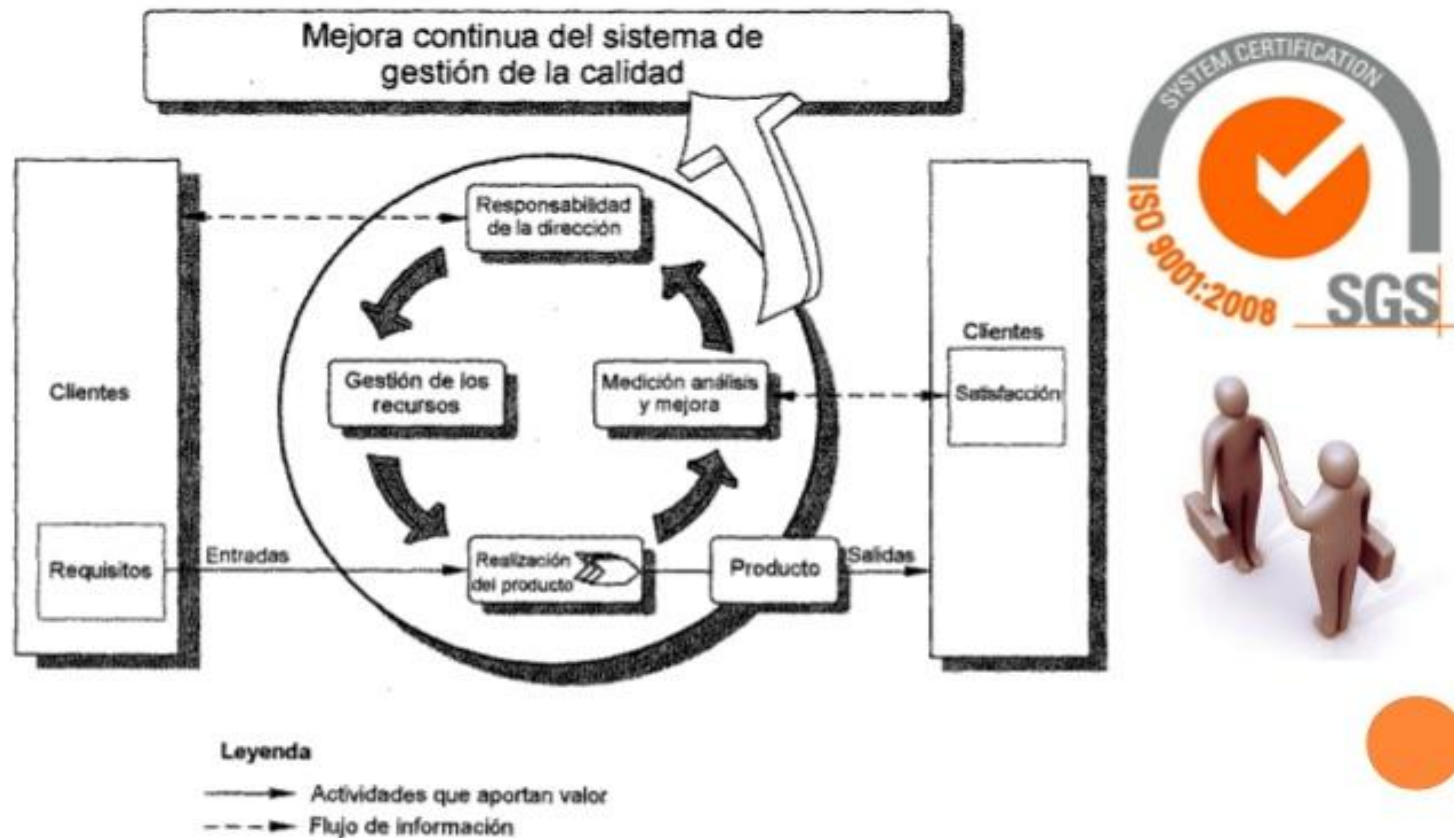 Mejora continua del sistema de
gestión de la calidad
SYSTEM CERTIFICATION
ISO 9001:2008
SGS
Responsabilidad
de la dirección
Clientes
Gestión de los
recursos
Medición análisis
y mejora
Clientes
Satisfacción
Requisitos
Entradas
Realización
del producto
Producto
Salidas
Leyenda
Actividades que aportan valor
Flujo de información